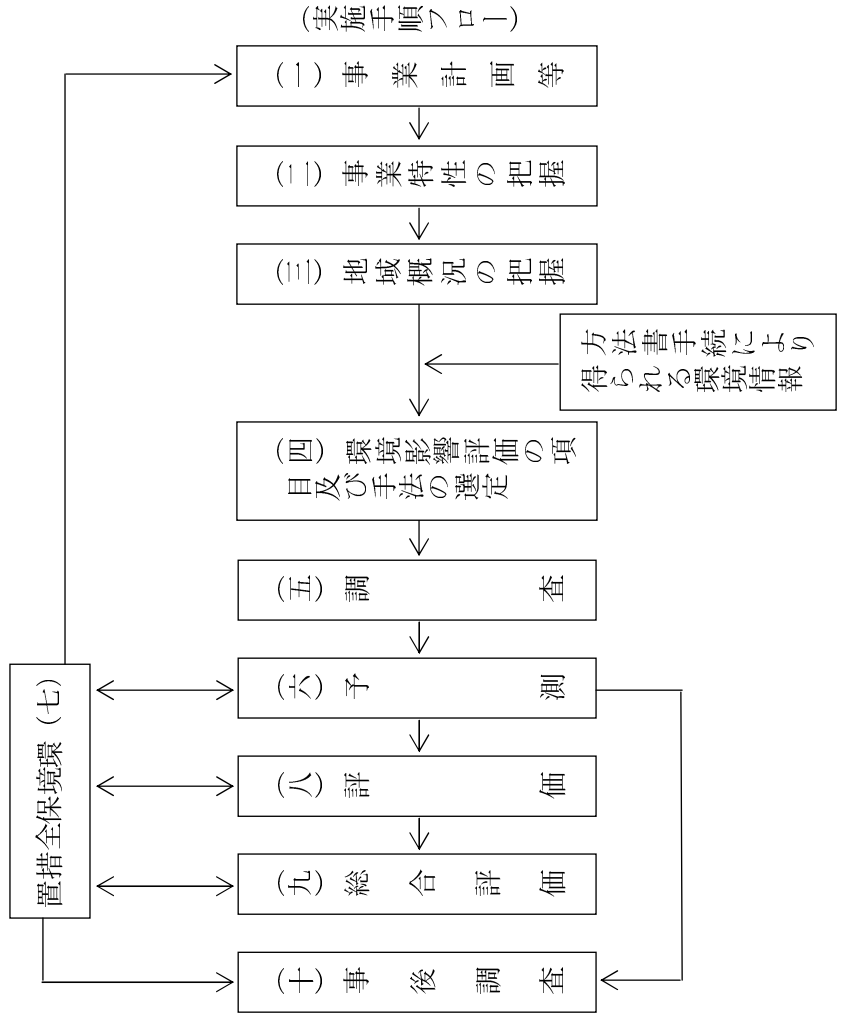 (実施手順フロー)
(一) 事業計画等
(二) 事業特性の把握
(三) 地域概況の把握
方法書手続により
得られる環境情報
(四) 環境影響評価の項
目及び手法の選定
(五) 調査
(六) 予測
環境保全措置(七)
(八) 評価
(九) 総合評価
(十) 事後調査